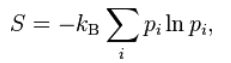 S = −k_B ∑_i p_i ln p_i,